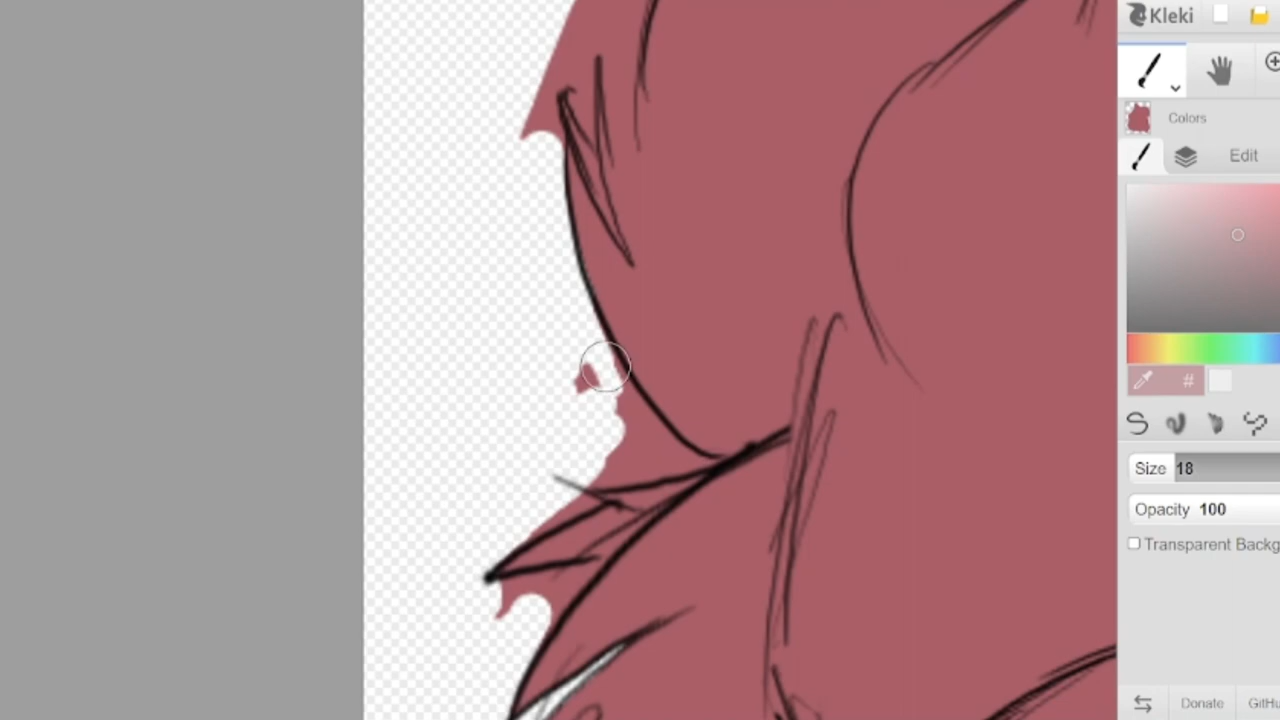 Kleki
Colors
Edit
#
Size 18
Opacity 100
Transparent Backg
Donate
GitHu